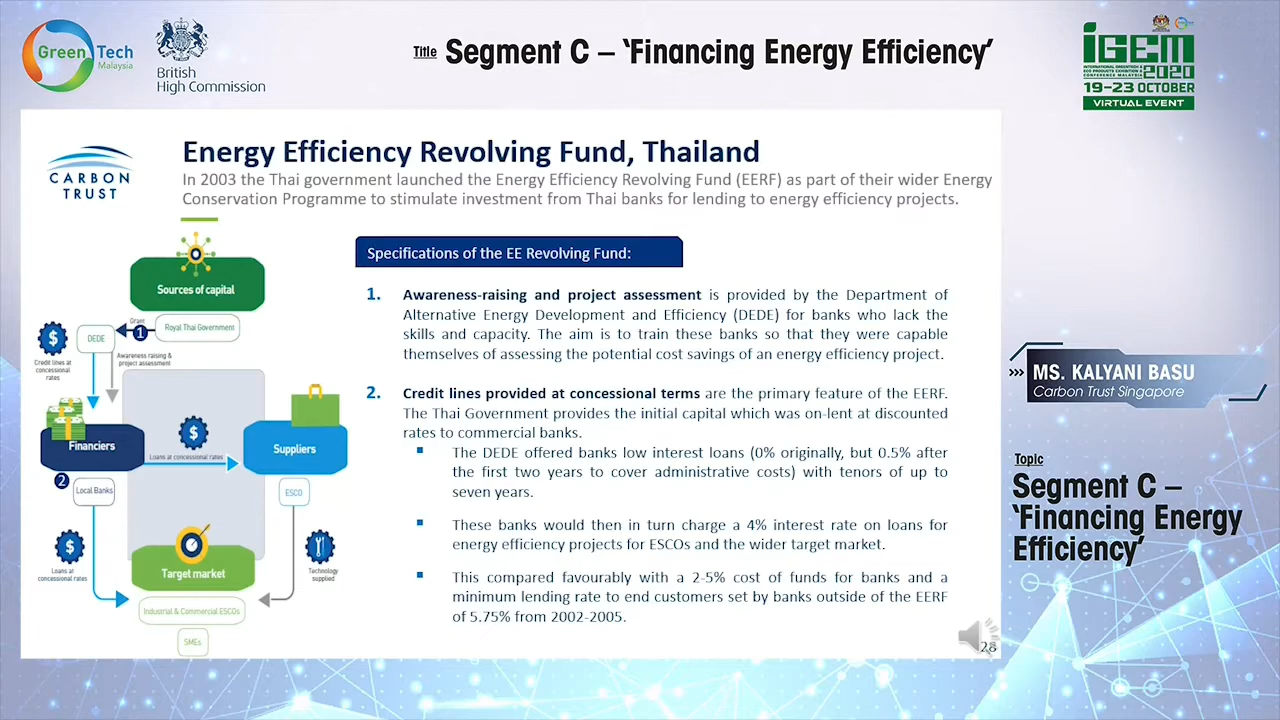 GreenTech
Malaysia
British
High Commission
Title Segment C – ‘Financing Energy Efficiency’
iGEM
INTERNATIONAL GREENTECH &
ECO PRODUCTS EXHIBITION &
CONFERENCE MALAYSIA 2020
19–23 OCTOBER
VIRTUAL EVENT
CARBON
TRUST
Energy Efficiency Revolving Fund, Thailand
In 2003 the Thai government launched the Energy Efficiency Revolving Fund (EERF) as part of their wider Energy
Conservation Programme to stimulate investment from Thai banks for lending to energy efficiency projects.
Sources of capital
Grant
1
Royal Thai Government
DEDE
Credit lines at
concessional
rates
Awareness raising &
project assessment
Financiers
Loans at concessional rates
Suppliers
2
Local Banks
ESCO
Loans at
concessional rates
Target market
Technology
supplied
Industrial & Commercial ESCOs
SMEs
Specifications of the EE Revolving Fund:
1. Awareness-raising and project assessment is provided by the Department of
Alternative Energy Development and Efficiency (DEDE) for banks who lack the
skills and capacity. The aim is to train these banks so that they were capable
themselves of assessing the potential cost savings of an energy efficiency project.
2. Credit lines provided at concessional terms are the primary feature of the EERF.
The Thai Government provides the initial capital which was on-lent at discounted
rates to commercial banks.
▪ The DEDE offered banks low interest loans (0% originally, but 0.5% after
the first two years to cover administrative costs) with tenors of up to
seven years.
▪ These banks would then in turn charge a 4% interest rate on loans for
energy efficiency projects for ESCOs and the wider target market.
▪ This compared favourably with a 2-5% cost of funds for banks and a
minimum lending rate to end customers set by banks outside of the EERF
of 5.75% from 2002-2005.
28
MS. KALYANI BASU
Carbon Trust Singapore
Topic
Segment C –
‘Financing Energy
Efficiency’